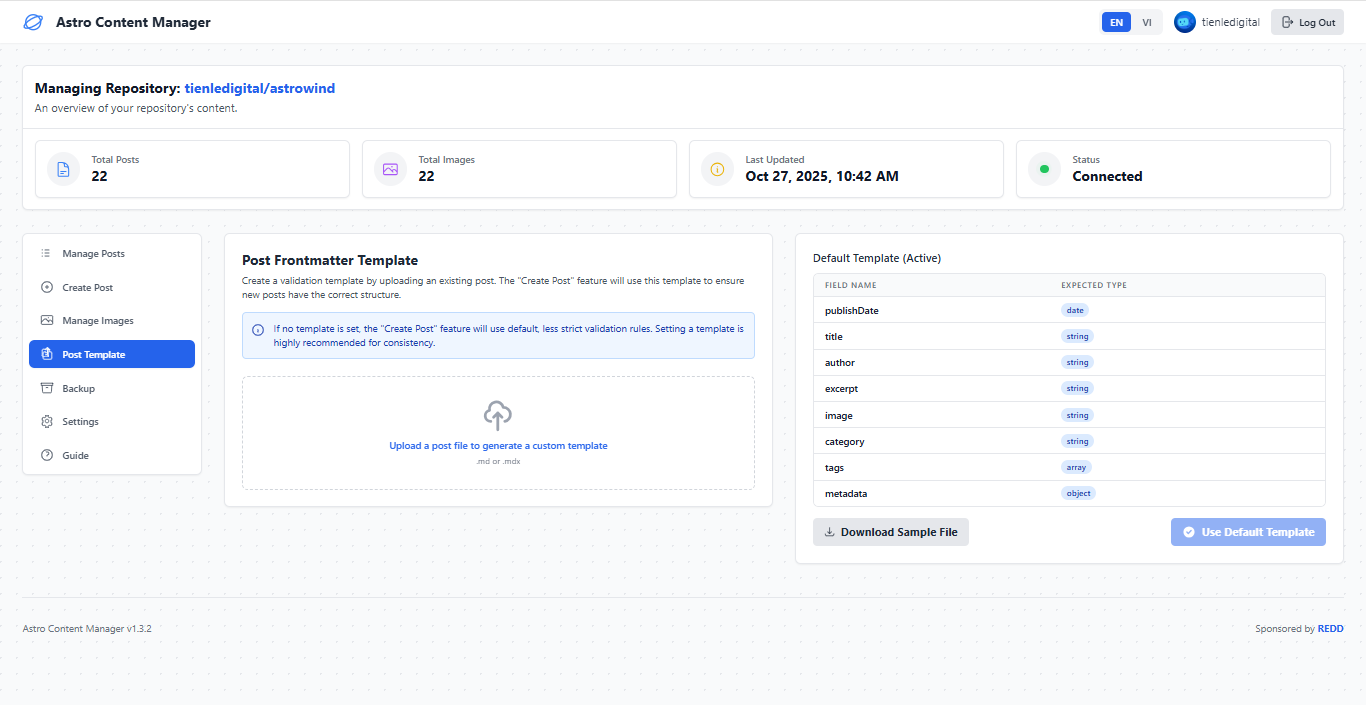 Astro Content Manager
EN
VI
tienledigital
Log Out
Managing Repository: tienledigital/astrowind
An overview of your repository's content.
Total Posts
22
Total Images
22
Last Updated
Oct 27, 2025, 10:42 AM
Status
Connected
Manage Posts
Create Post
Manage Images
Post Template
Backup
Settings
Guide
Post Frontmatter Template
Create a validation template by uploading an existing post. The "Create Post" feature will use this template to ensure
new posts have the correct structure.
If no template is set, the "Create Post" feature will use default, less strict validation rules. Setting a template is
highly recommended for consistency.
Upload a post file to generate a custom template
.md or .mdx
Default Template (Active)
FIELD NAME EXPECTED TYPE
publishDate date
title string
author string
excerpt string
image string
category string
tags array
metadata object
Download Sample File
Use Default Template
Astro Content Manager v1.3.2
Sponsored by REDD